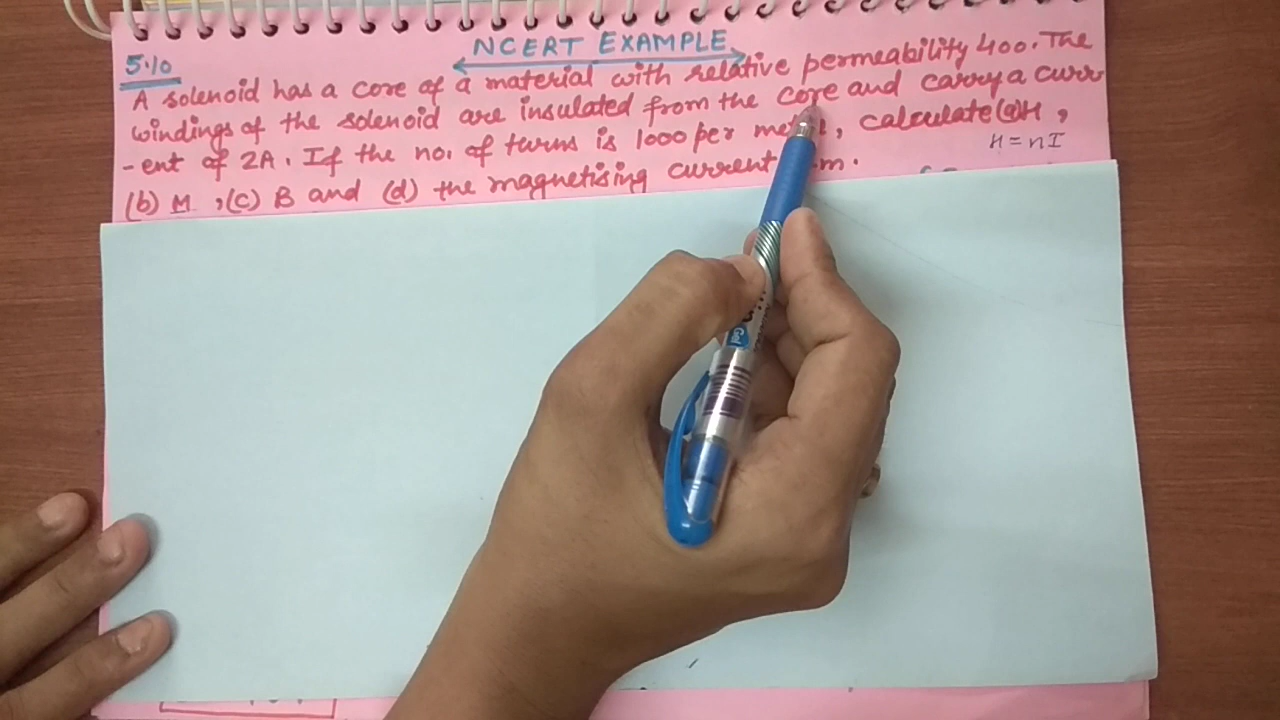 NCERT EXAMPLE
5.10
A solenoid has a core of a material with relative permeability 400. The
windings of the solenoid are insulated from the core and carry a curr
-ent of 2A. If the no. of turns is 1000 per calculate (a) H,
H = nI
(b) M, (c) B and (d) the magnetising current m.